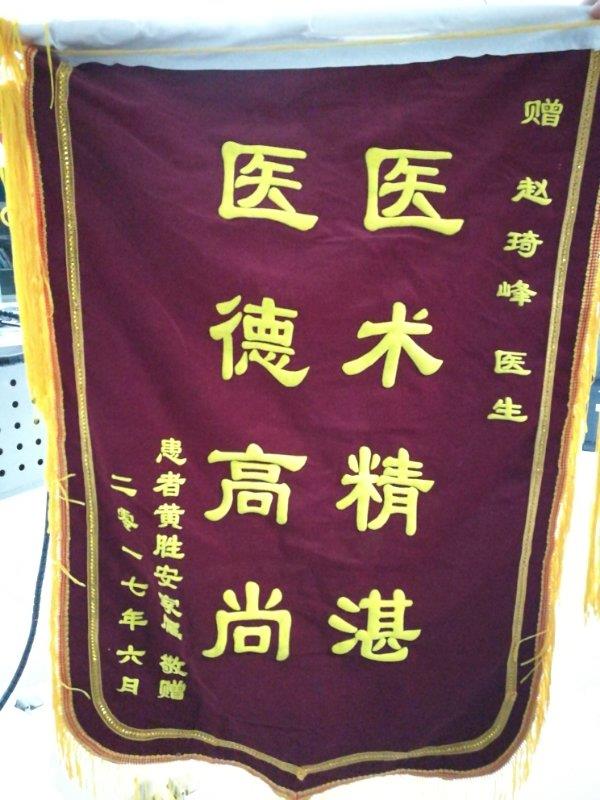 赠 赵琦峰 医生
医术精湛
医德高尚
患者黄胜安家属 敬赠
二零一七年六月